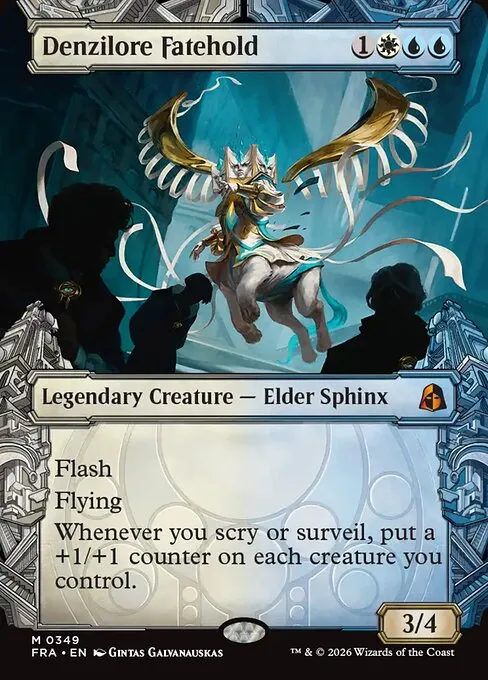 Denzilore Fatehold 1
Legendary Creature — Elder Sphinx
Flash
Flying
Whenever you scry or surveil, put a
+1/+1 counter on each creature you
control.
3/4
M 0349
FRA • EN Gintas Galvanauskas
™ & © 2026 Wizards of the Coast